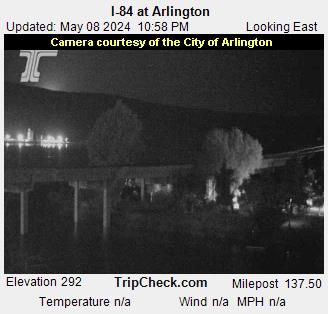 I-84 at Arlington
Updated: May 08 2024 10:58 PM Looking East
Camera courtesy of the City of Arlington
Elevation 292 TripCheck.com Milepost 137.50
Temperature n/a Wind n/a MPH n/a